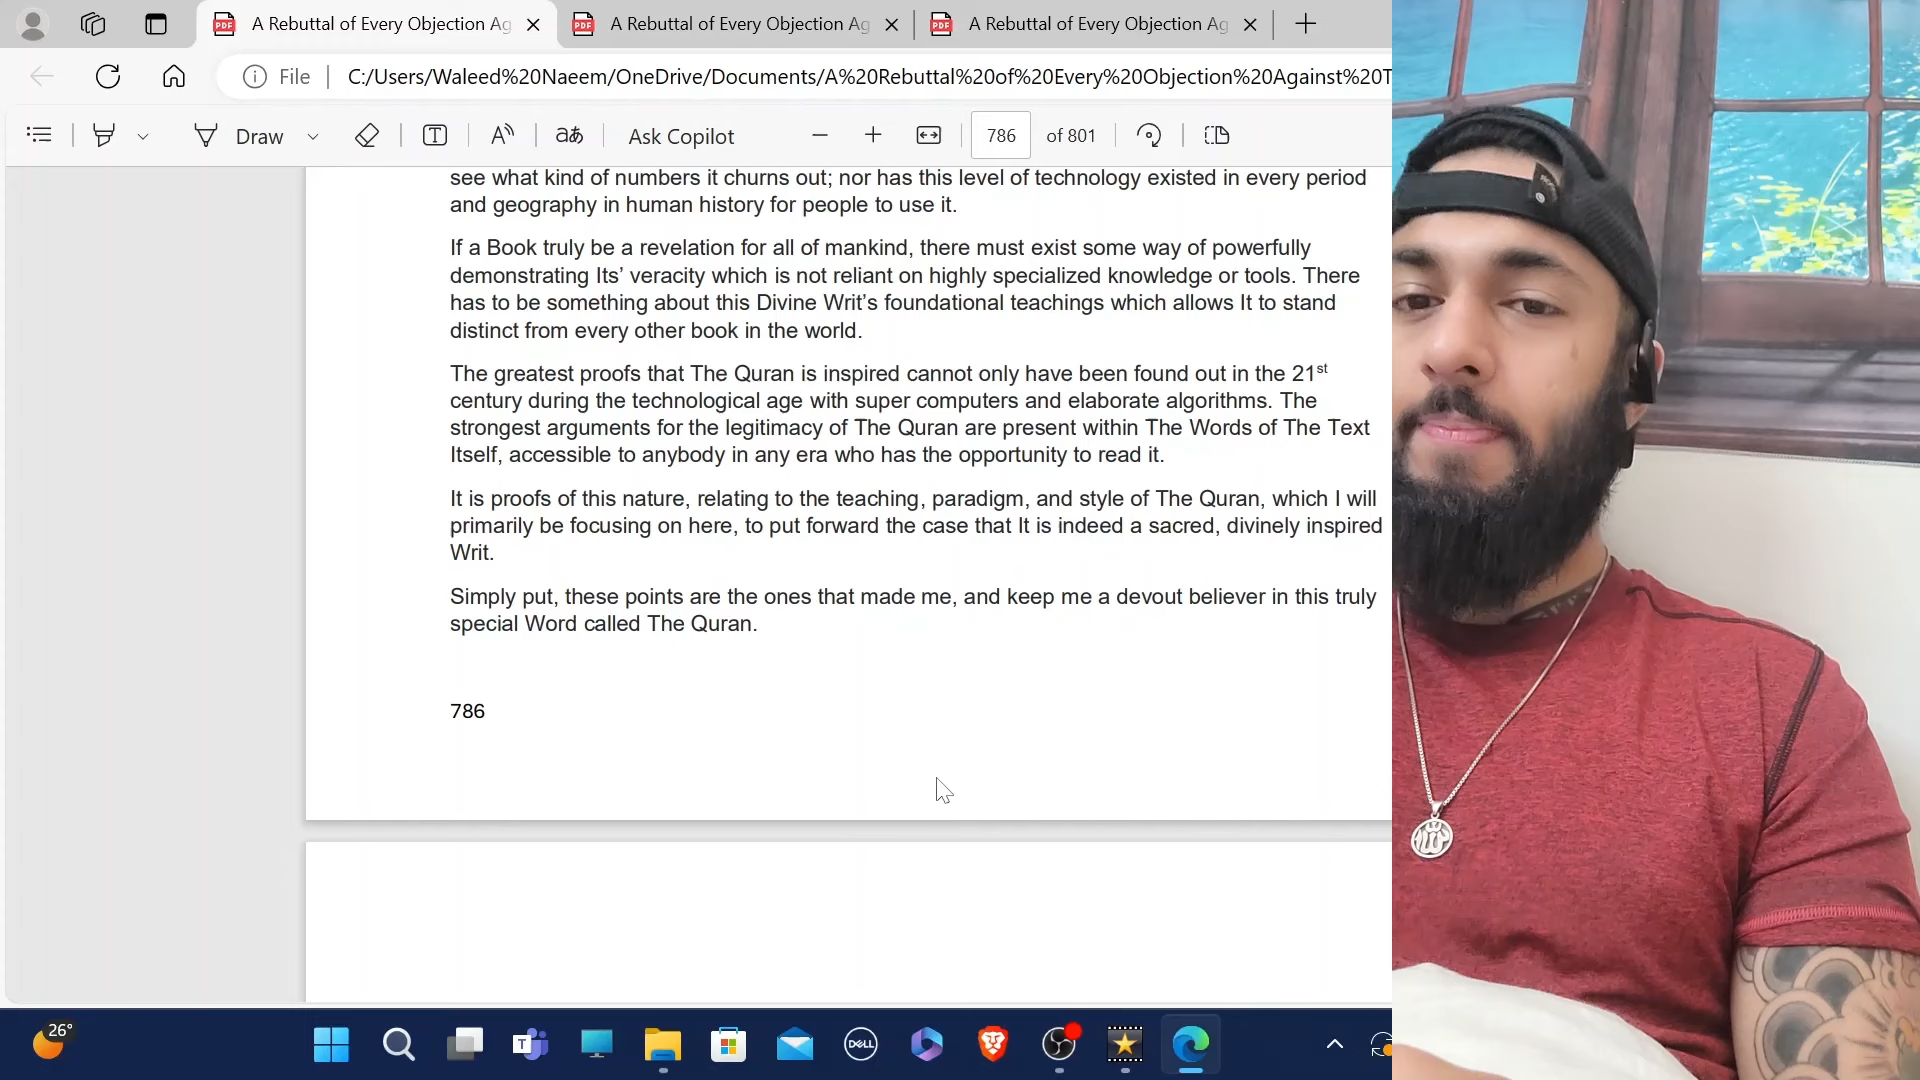 A Rebuttal of Every Objection Ag
A Rebuttal of Every Objection Ag
A Rebuttal of Every Objection Ag
File
C:/Users/Waleed%20Naeem/OneDrive/Documents/A%20Rebuttal%20of%20Every%20Objection%20Against%20T
Draw
Ask Copilot
786
of 801
see what kind of numbers it churns out; nor has this level of technology existed in every period
and geography in human history for people to use it.
If a Book truly be a revelation for all of mankind, there must exist some way of powerfully
demonstrating Its’ veracity which is not reliant on highly specialized knowledge or tools. There
has to be something about this Divine Writ’s foundational teachings which allows It to stand
distinct from every other book in the world.
The greatest proofs that The Quran is inspired cannot only have been found out in the 21st
century during the technological age with super computers and elaborate algorithms. The
strongest arguments for the legitimacy of The Quran are present within The Words of The Text
Itself, accessible to anybody in any era who has the opportunity to read it.
It is proofs of this nature, relating to the teaching, paradigm, and style of The Quran, which I will
primarily be focusing on here, to put forward the case that It is indeed a sacred, divinely inspired
Writ.
Simply put, these points are the ones that made me, and keep me a devout believer in this truly
special Word called The Quran.
786
26°
DELL
الله